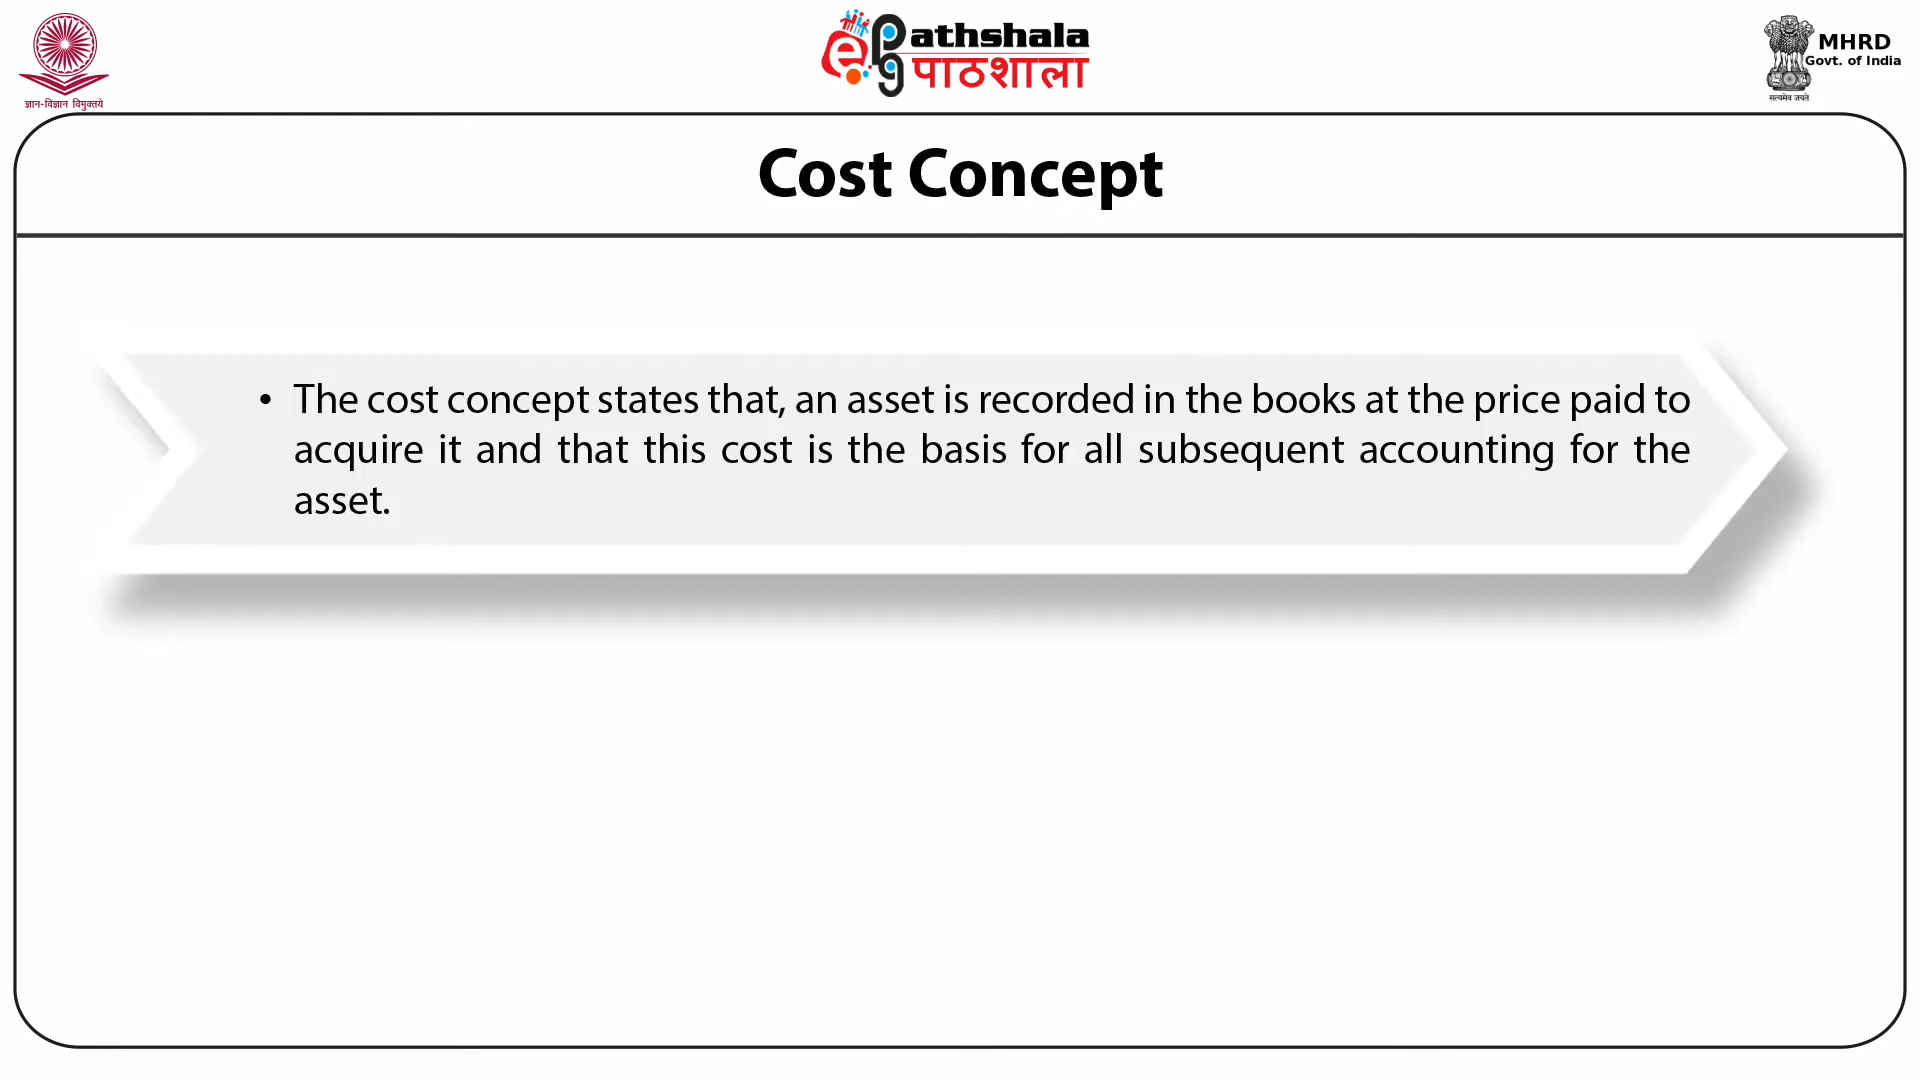 ज्ञान-विज्ञान विमुक्तये
e pg athshala
पाठशाला
MHRD
Govt. of India
सत्यमेव जयते
Cost Concept
• The cost concept states that, an asset is recorded in the books at the price paid to
acquire it and that this cost is the basis for all subsequent accounting for the
asset.